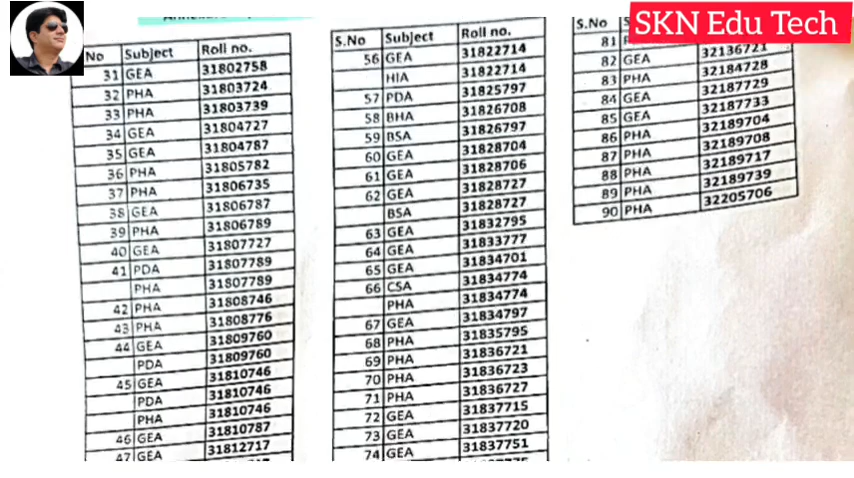 SKN Edu Tech
No Subject Roll no.
31 GEA 31802758
32 PHA 31803724
33 PHA 31803739
34 GEA 31804727
35 GEA 31804787
36 PHA 31805782
37 PHA 31806735
38 GEA 31806787
39 PHA 31806789
40 GEA 31807727
41 PDA 31807789
PHA 31807789
42 PHA 31808746
43 PHA 31808776
44 GEA 31809760
PDA 31809760
45 GEA 31810746
PDA 31810746
PHA 31810746
46 GEA 31810787
47 GEA 31812717
S.No Subject Roll no.
56 GEA 31822714
HIA 31822714
57 PDA 31825797
58 BHA 31826708
59 BSA 31826797
60 GEA 31828704
61 GEA 31828706
62 GEA 31828727
BSA 31828727
63 GEA 31832795
64 GEA 31833777
65 GEA 31834701
66 CSA 31834774
PHA 31834774
67 GEA 31834797
68 PHA 31835795
69 PHA 31836721
70 PHA 31836723
71 PHA 31836727
72 GEA 31837715
73 GEA 31837720
74 GEA 31837751
S.No
81
82 GEA 32136721
83 PHA 32184728
84 GEA 32187729
85 GEA 32187733
86 PHA 32189704
87 PHA 32189708
88 PHA 32189717
89 PHA 32189739
90 PHA 32205706